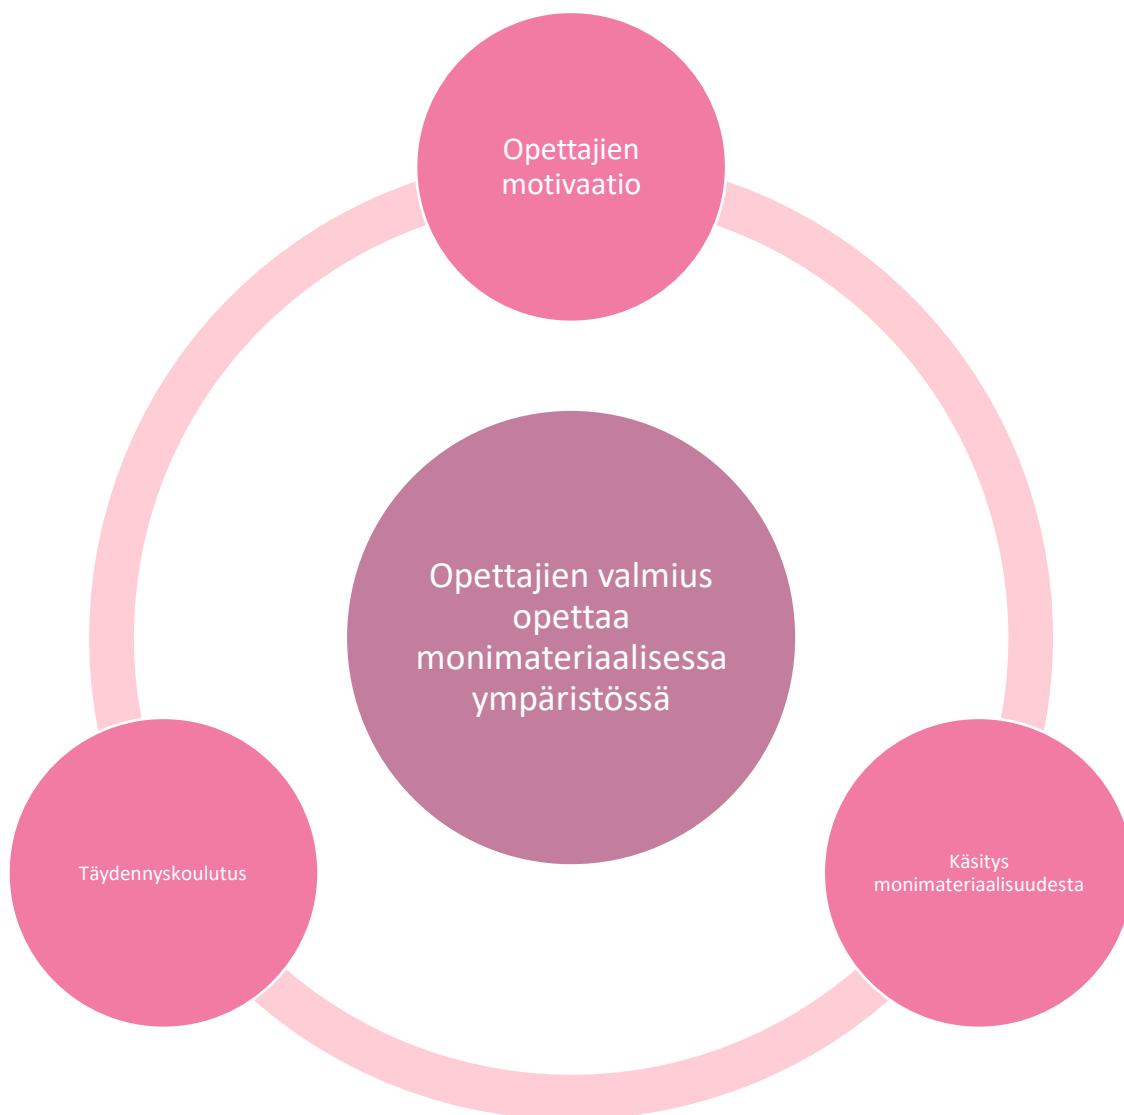 Opettajien
motivaatio
Opettajien valmius
opettaa
monimateriaalisessa
ympäristössä
Täydennyskoulutus
Käsitys
monimateriaalisuudesta